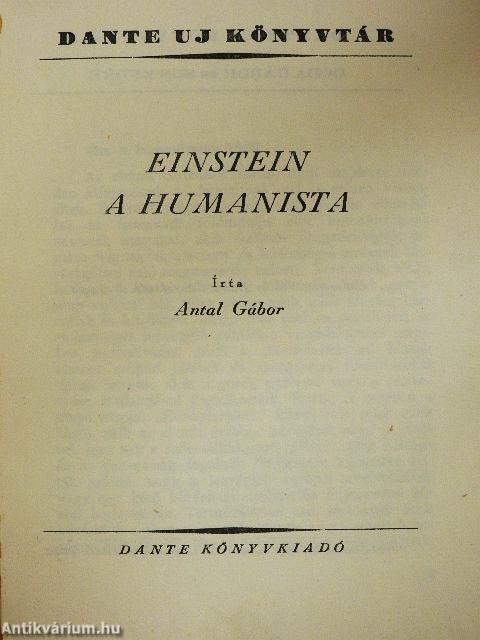 DANTE UJ KÖNYVTÁR
EINSTEIN
A HUMANISTA
Írta
Antal Gábor
DANTE KÖNYVKIADÓ
Antikvárium.hu